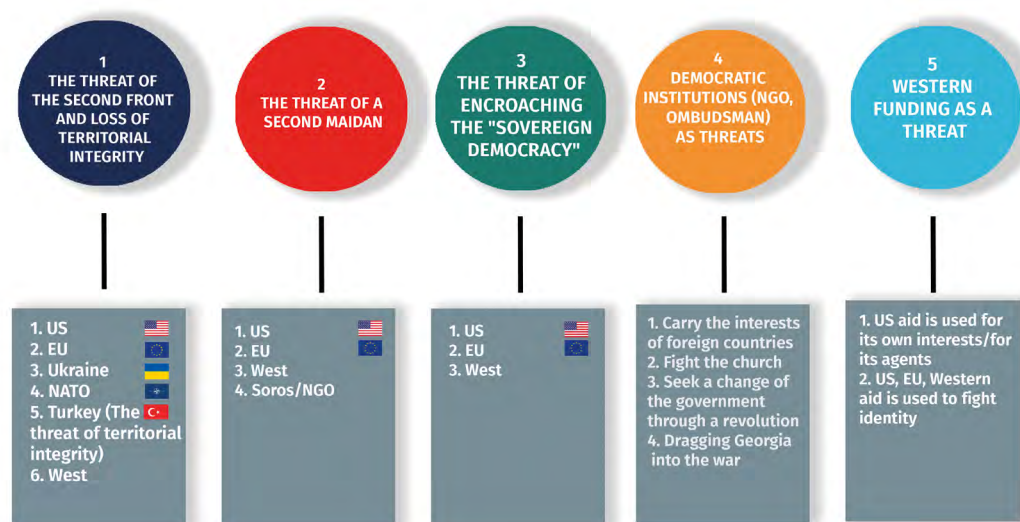 1
THE THREAT OF
THE SECOND FRONT
AND LOSS OF
TERRITORIAL
INTEGRITY
2
THE THREAT OF A
SECOND MAIDAN
3
THE THREAT OF
ENCROACHING
THE "SOVEREIGN
DEMOCRACY"
4
DEMOCRATIC
INSTITUTIONS (NGO,
OMBUDSMAN)
AS THREATS
5
WESTERN
FUNDING AS A
THREAT
1. US
2. EU
3. Ukraine
4. NATO
5. Turkey (The
threat of territorial
integrity)
6. West
1. US
2. EU
3. West
4. Soros/NGO
1. US
2. EU
3. West
1. Carry the interests
of foreign countries
2. Fight the church
3. Seek a change of
the government
through a revolution
4. Dragging Georgia
into the war
1. US aid is used for
its own interests/for
its agents
2. US, EU, Western
aid is used to fight
identity